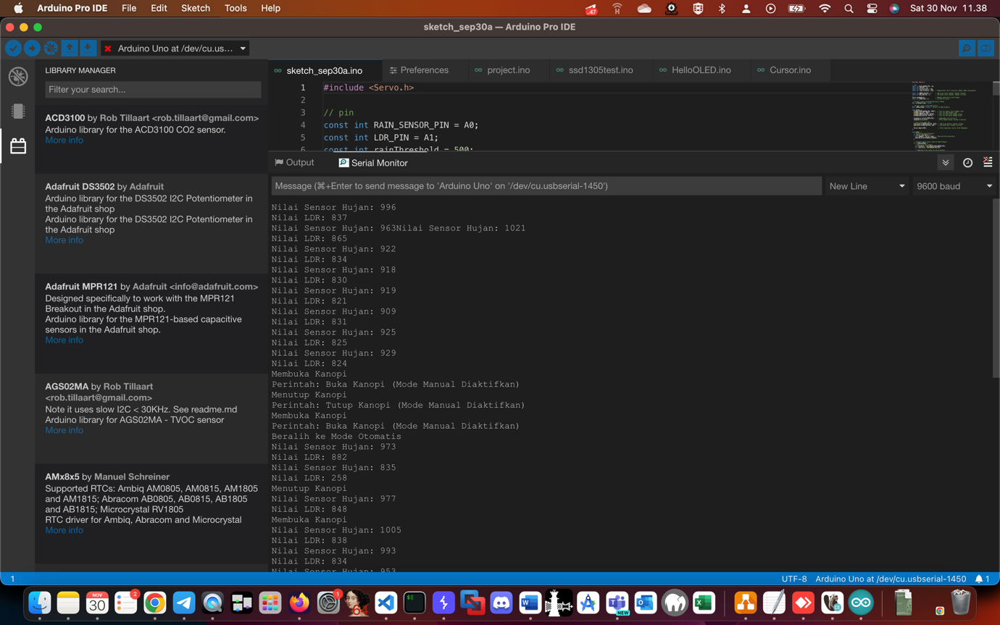 Arduino Pro IDE File Edit Sketch Tools Help
.47
Sat 30 Nov 11.38
sketch_sep30a — Arduino Pro IDE
Arduino Uno at /dev/cu.us...
LIBRARY MANAGER
Filter your search...
ACD3100 by Rob Tillaart <rob.tillaart@gmail.com>
Arduino library for the ACD3100 CO2 sensor.
More info
Adafruit DS3502 by Adafruit
Arduino library for the DS3502 I2C Potentiometer in
the Adafruit shop
Arduino library for the DS3502 I2C Potentiometer in
the Adafruit shop
More info
Adafruit MPR121 by Adafruit <info@adafruit.com>
Designed specifically to work with the MPR121
Breakout in the Adafruit shop.
Arduino library for the MPR121-based capacitive
sensors in the Adafruit shop.
More info
AGS02MA by Rob Tillaart
<rob.tillaart@gmail.com>
Note it uses slow I2C < 30KHz. See readme.md
Arduino library for AGS02MA - TVOC sensor
More info
AMx8x5 by Manuel Schreiner
Supported RTCs: Ambiq AM0805, AM0815, AM1805
and AM1815; Abracom AB0805, AB0815, AB1805
and AB1815; Microcrystal RV1805
RTC driver for Ambiq, Abracom and Microcrystal
More info
sketch_sep30a.ino Preferences project.ino ssd1305test.ino HelloOLED.ino Cursor.ino
1 #include <Servo.h>
2
3 // pin
4 const int RAIN_SENSOR_PIN = A0;
5 const int LDR_PIN = A1;
6 const int rainThreshold = 500;
Output Serial Monitor
Message (⌘+Enter to send message to 'Arduino Uno' on '/dev/cu.usbserial-1450')
New Line
9600 baud
Nilai Sensor Hujan: 996
Nilai LDR: 837
Nilai Sensor Hujan: 963Nilai Sensor Hujan: 1021
Nilai LDR: 865
Nilai Sensor Hujan: 922
Nilai LDR: 834
Nilai Sensor Hujan: 918
Nilai LDR: 830
Nilai Sensor Hujan: 919
Nilai LDR: 821
Nilai Sensor Hujan: 909
Nilai LDR: 831
Nilai Sensor Hujan: 925
Nilai LDR: 825
Nilai Sensor Hujan: 929
Nilai LDR: 824
Membuka Kanopi
Perintah: Buka Kanopi (Mode Manual Diaktifkan)
Menutup Kanopi
Perintah: Tutup Kanopi (Mode Manual Diaktifkan)
Membuka Kanopi
Perintah: Buka Kanopi (Mode Manual Diaktifkan)
Beralih ke Mode Otomatis
Nilai Sensor Hujan: 973
Nilai LDR: 882
Nilai Sensor Hujan: 835
Nilai LDR: 258
Menutup Kanopi
Nilai Sensor Hujan: 977
Nilai LDR: 848
Membuka Kanopi
Nilai Sensor Hujan: 1005
Nilai LDR: 838
Nilai Sensor Hujan: 993
Nilai LDR: 834
Nilai Sensor Hujan: 953
1
UTF-8 Arduino Uno at /dev/cu.usbserial-1450 1
NOV
30
2
1
64
NEW